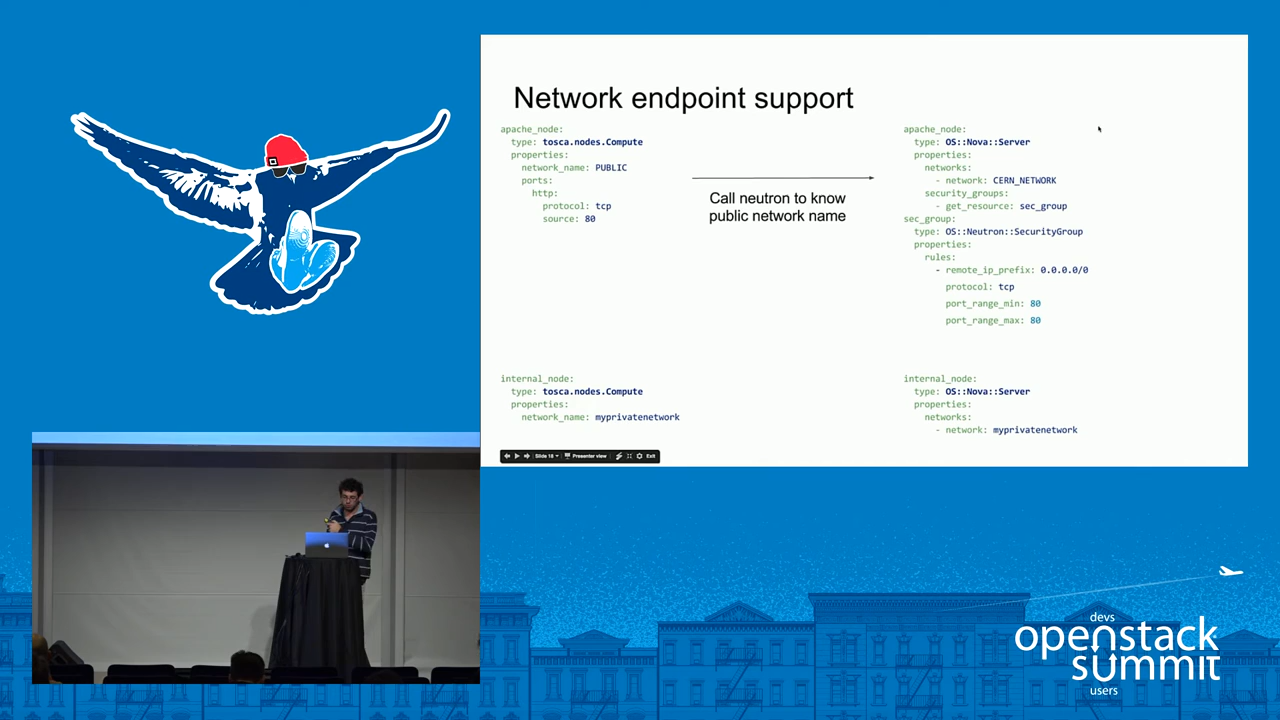 Network endpoint support
apache_node:
type: tosca.nodes.Compute
properties:
network_name: PUBLIC
ports:
http:
protocol: tcp
source: 80
Call neutron to know
public network name
apache_node:
type: OS::Nova::Server
properties:
networks:
- network: CERN_NETWORK
security_groups:
- get_resource: sec_group
sec_group:
type: OS::Neutron::SecurityGroup
properties:
rules:
- remote_ip_prefix: 0.0.0.0/0
protocol: tcp
port_range_min: 80
port_range_max: 80
internal_node:
type: tosca.nodes.Compute
properties:
network_name: myprivatenetwork
internal_node:
type: OS::Nova::Server
properties:
networks:
- network: myprivatenetwork
Slide 18
Presenter view
Exit
devs
openstack
summit
users